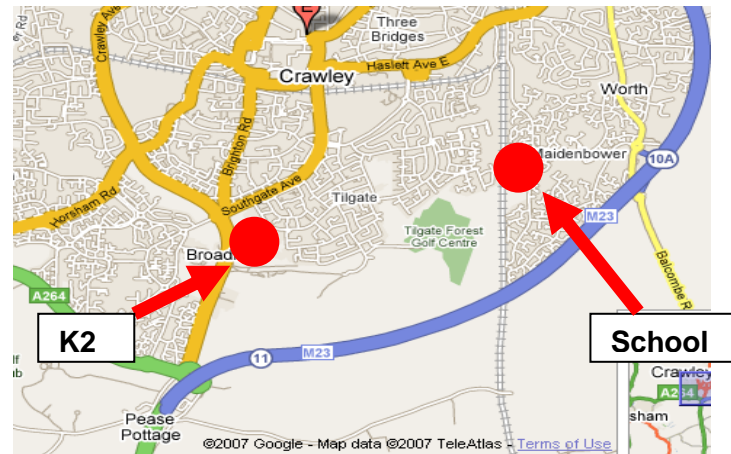 E
Three
Bridges
Crawley Ave
er Rd
Haslett Ave E
Crawley
Worth
Brighton Rd
Maidenbower
10A
Southgate Ave
Tilgate
Horsham Rd
M23
Tilgate Forest
Golf Centre
Broad
Balcombe R
A264
K2
School
11
M23
Crawley
A264
sham
Pease
Pottage
©2007 Google - Map data ©2007 TeleAtlas - Terms of Use